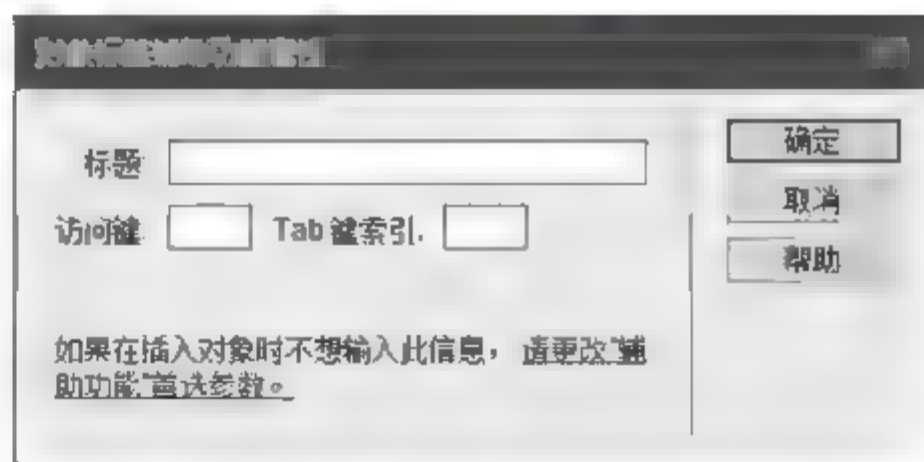 标题
确定
取消
访问键
Tab 键索引.
帮助
如果在插入对象时不想输入此信息， 请更改"辅
助功能"首选参数。